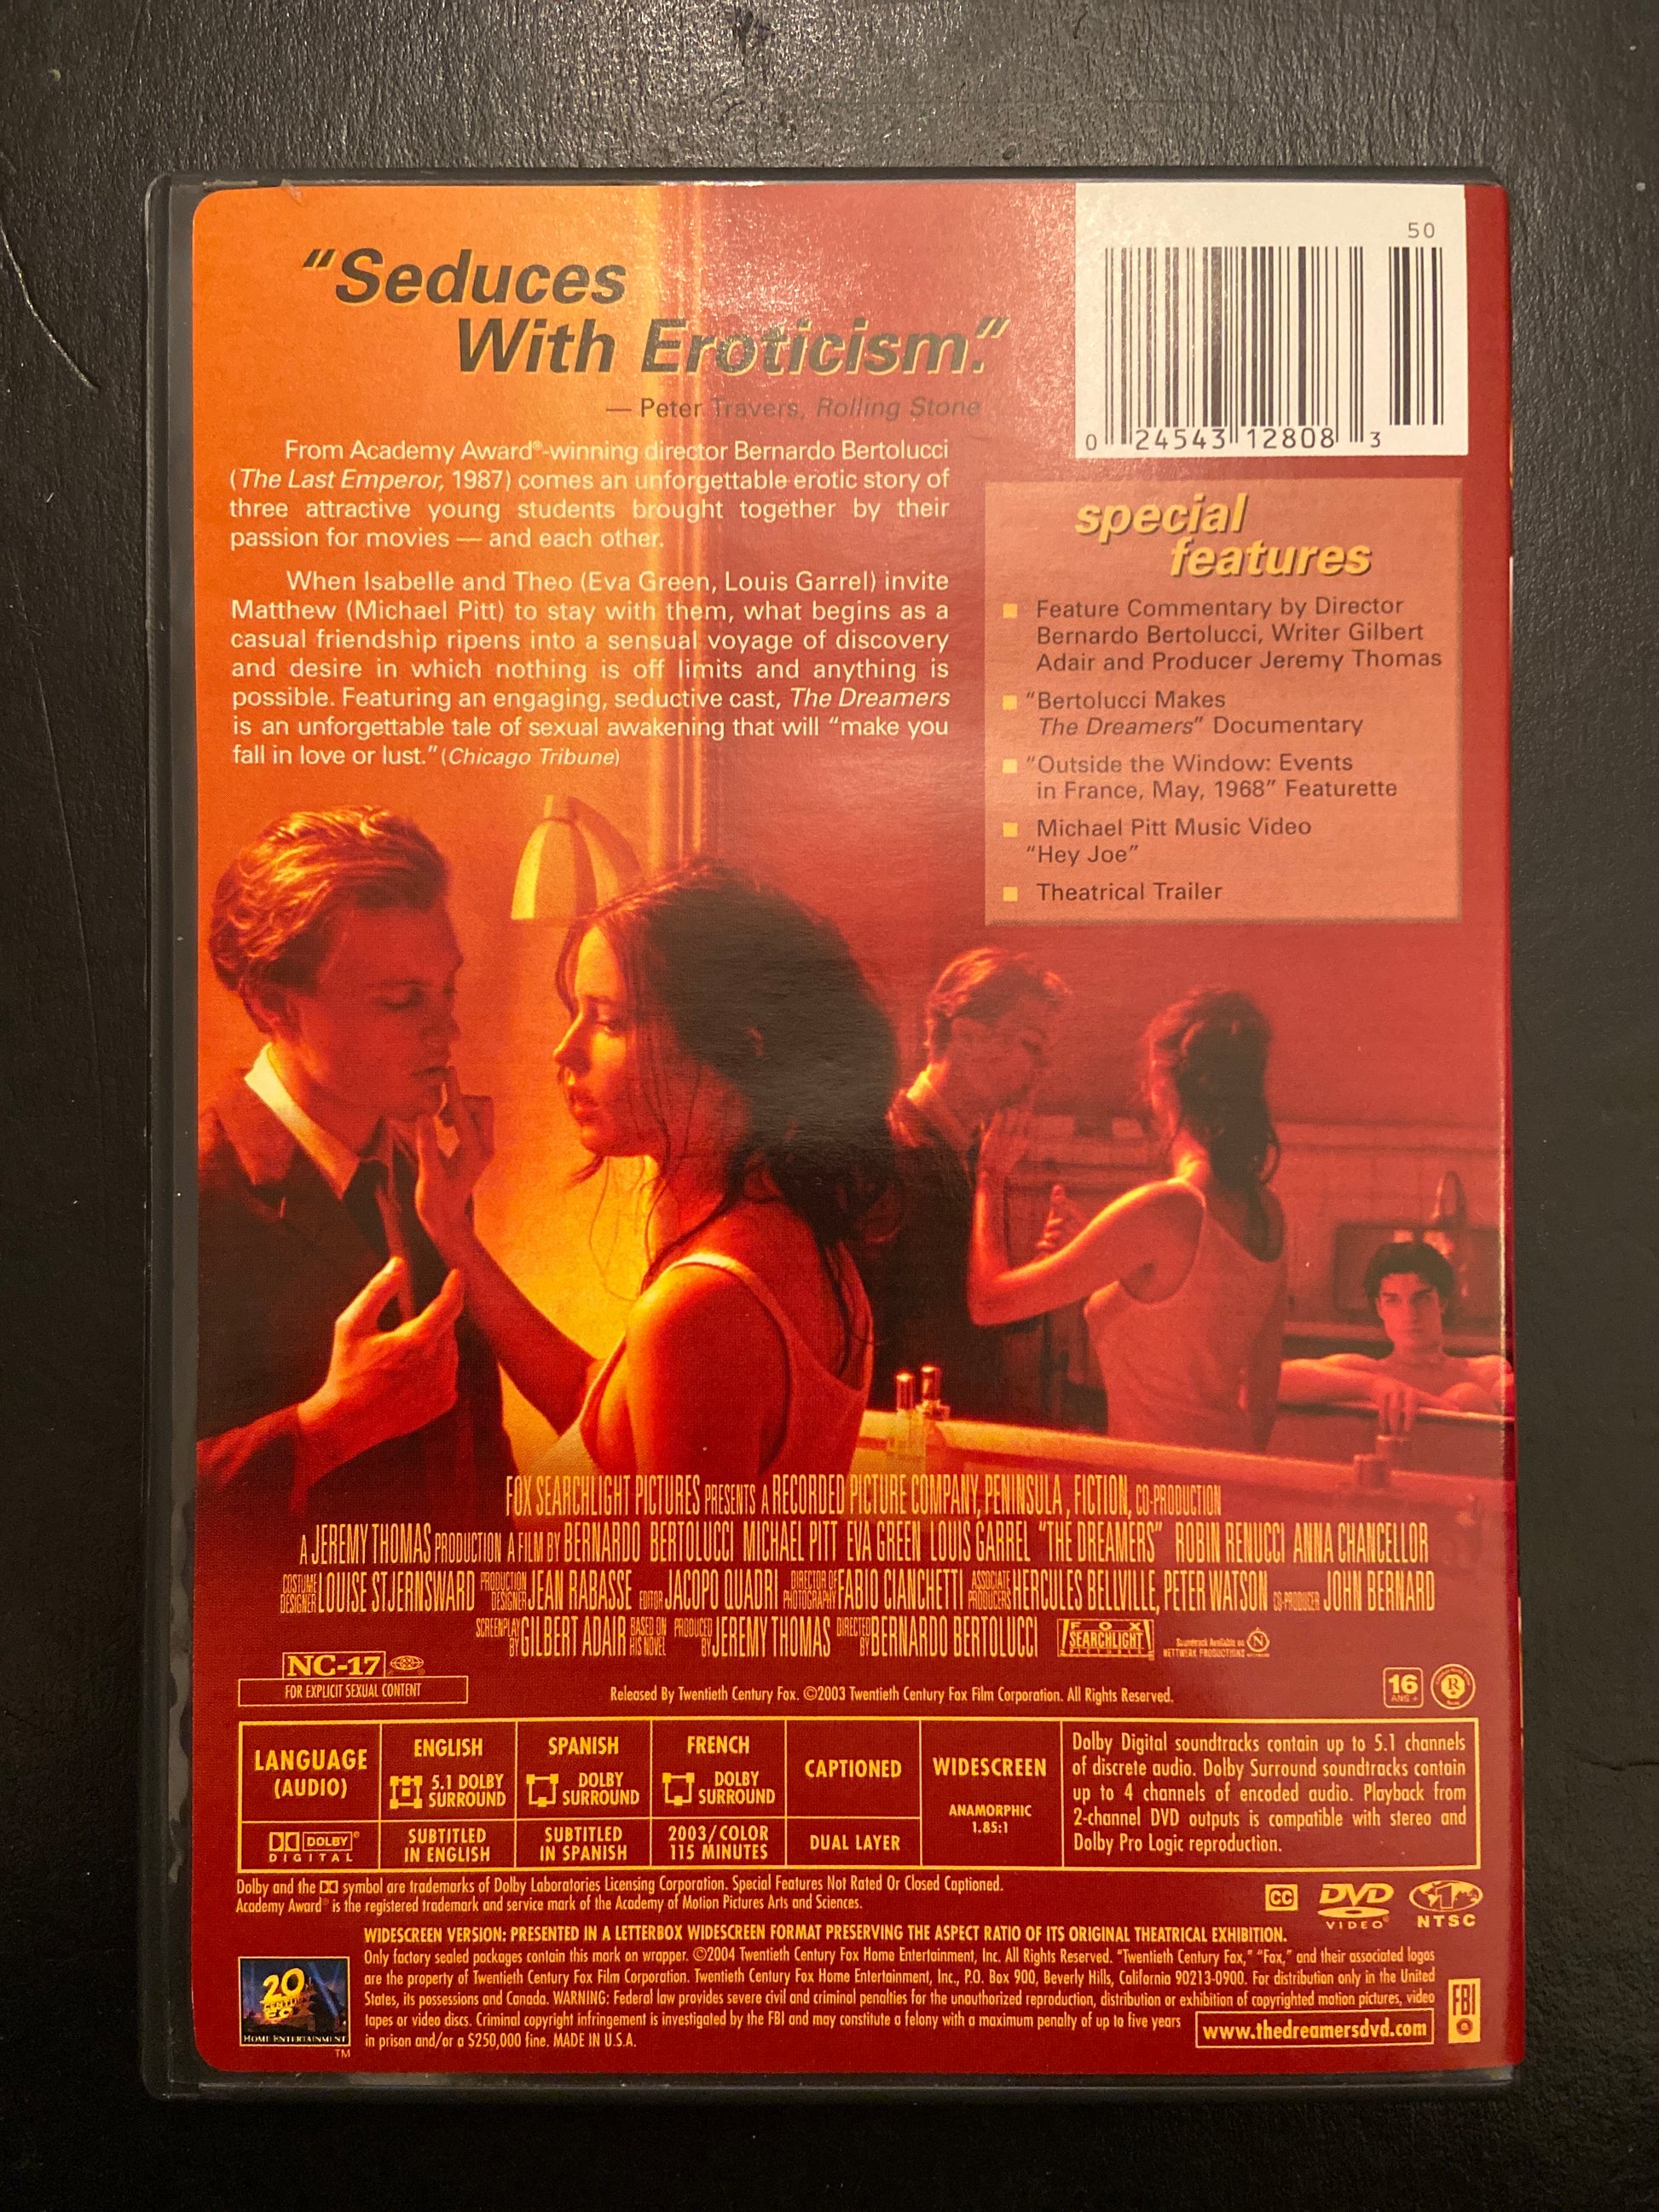 "Seduces
With Eroticism."
— Peter Travers, Rolling Stone
50
0 24543 12808 3
From Academy Award®-winning director Bernardo Bertolucci
(The Last Emperor, 1987) comes an unforgettable erotic story of
three attractive young students brought together by their
passion for movies — and each other.
When Isabelle and Theo (Eva Green, Louis Garrel) invite
Matthew (Michael Pitt) to stay with them, what begins as a
casual friendship ripens into a sensual voyage of discovery
and desire in which nothing is off limits and anything is
possible. Featuring an engaging, seductive cast, The Dreamers
is an unforgettable tale of sexual awakening that will "make you
fall in love or lust." (Chicago Tribune)
special
features
Feature Commentary by Director
Bernardo Bertolucci, Writer Gilbert
Adair and Producer Jeremy Thomas
"Bertolucci Makes
The Dreamers" Documentary
"Outside the Window: Events
in France, May, 1968" Featurette
Michael Pitt Music Video
"Hey Joe"
Theatrical Trailer
FOX SEARCHLIGHT PICTURES PRESENTS A RECORDED PICTURE COMPANY, PENINSULA, FICTION, CO-PRODUCTION
A JEREMY THOMAS PRODUCTION A FILM BY BERNARDO BERTOLUCCI MICHAEL PITT EVA GREEN LOUIS GARREL "THE DREAMERS" ROBIN RENUCCI ANNA CHANCELLOR
COSTUME DESIGNER LOUISE STJERNSWARD PRODUCTION DESIGNER JEAN RABASSE EDITOR JACOPO QUADRI DIRECTOR OF PHOTOGRAPHY FABIO CIANCHETTI ASSOCIATE PRODUCERS HERCULES BELLVILLE, PETER WATSON CO-PRODUCER JOHN BERNARD
SCREENPLAY BY GILBERT ADAIR BASED ON HIS NOVEL PRODUCED BY JEREMY THOMAS DIRECTED BY BERNARDO BERTOLUCCI FOX SEARCHLIGHT PICTURES Soundtrack Available on NETTWERK PRODUCTIONS
NC-17
FOR EXPLICIT SEXUAL CONTENT
Released By Twentieth Century Fox. ©2003 Twentieth Century Fox Film Corporation. All Rights Reserved.
16
ANS +
R
LANGUAGE
(AUDIO)
ENGLISH
5.1 DOLBY
SURROUND
SPANISH
DOLBY
SURROUND
FRENCH
DOLBY
SURROUND
CAPTIONED
WIDESCREEN
ANAMORPHIC
1.85:1
DOLBY
DIGITAL
SUBTITLED
IN ENGLISH
SUBTITLED
IN SPANISH
2003/COLOR
115 MINUTES
DUAL LAYER
Dolby Digital soundtracks contain up to 5.1 channels
of discrete audio. Dolby Surround soundtracks contain
up to 4 channels of encoded audio. Playback from
2-channel DVD outputs is compatible with stereo and
Dolby Pro Logic reproduction.
Dolby and the symbol are trademarks of Dolby Laboratories Licensing Corporation. Special Features Not Rated Or Closed Captioned.
Academy Award® is the registered trademark and service mark of the Academy of Motion Pictures Arts and Sciences.
CC
DVD
VIDEO
1
NTSC
WIDESCREEN VERSION: PRESENTED IN A LETTERBOX WIDESCREEN FORMAT PRESERVING THE ASPECT RATIO OF ITS ORIGINAL THEATRICAL EXHIBITION.
Only factory sealed packages contain this mark on wrapper. ©2004 Twentieth Century Fox Home Entertainment, Inc. All Rights Reserved. "Twentieth Century Fox," "Fox," and their associated logos
are the property of Twentieth Century Fox Film Corporation. Twentieth Century Fox Home Entertainment, Inc., P.O. Box 900, Beverly Hills, California 90213-0900. For distribution only in the United
States, its possessions and Canada. WARNING: Federal law provides severe civil and criminal penalties for the unauthorized reproduction, distribution or exhibition of copyrighted motion pictures, video
tapes or video discs. Criminal copyright infringement is investigated by the FBI and may constitute a felony with a maximum penalty of up to five years
in prison and/or a $250,000 fine. MADE IN U.S.A.
www.thedreamersdvd.com
FBI
20th
CENTURY
FOX
HOME ENTERTAINMENT
TM